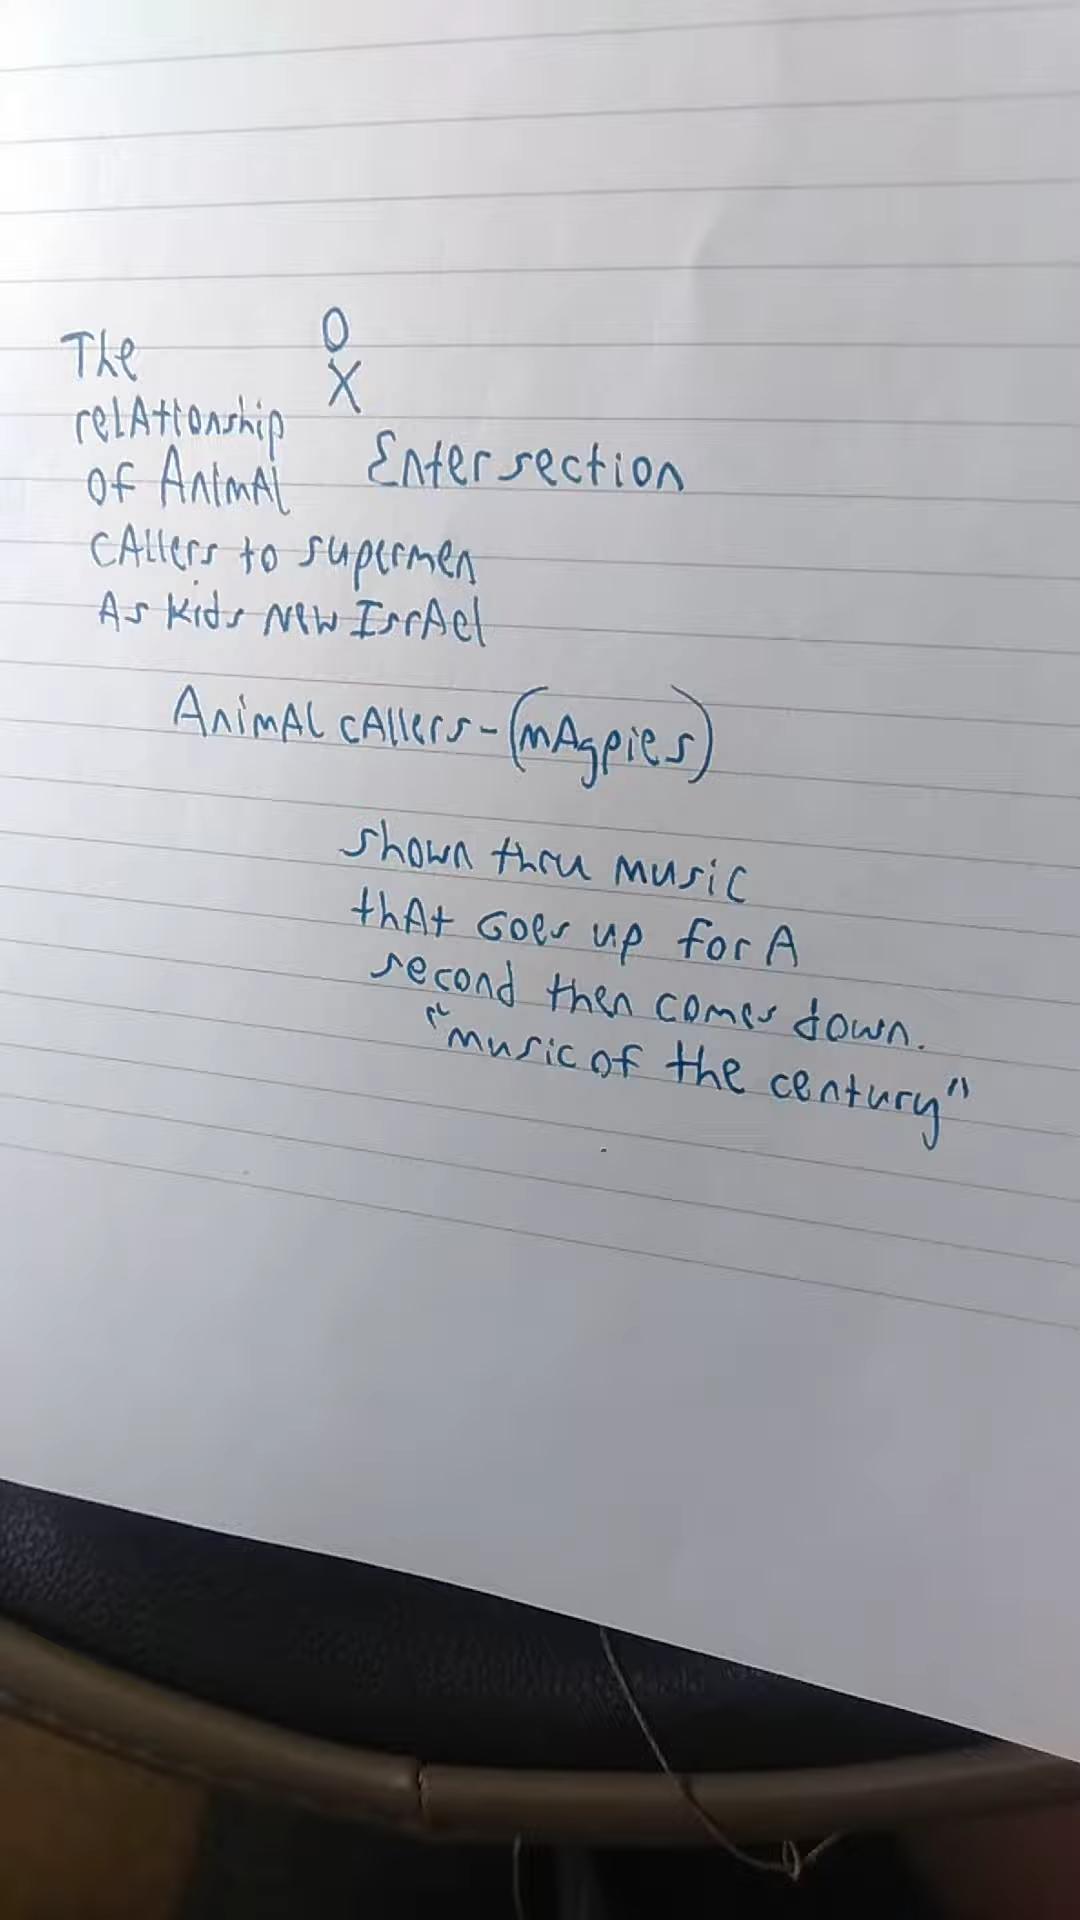 The
relAtionship
of AnimAl
cAllers to supermen
As kids New IsrAel
O
X
Entersection
AnimAl cAllers - (mAgpies)
shown thru music
thAt Goes up for A
second then comes down.
"music of the century"